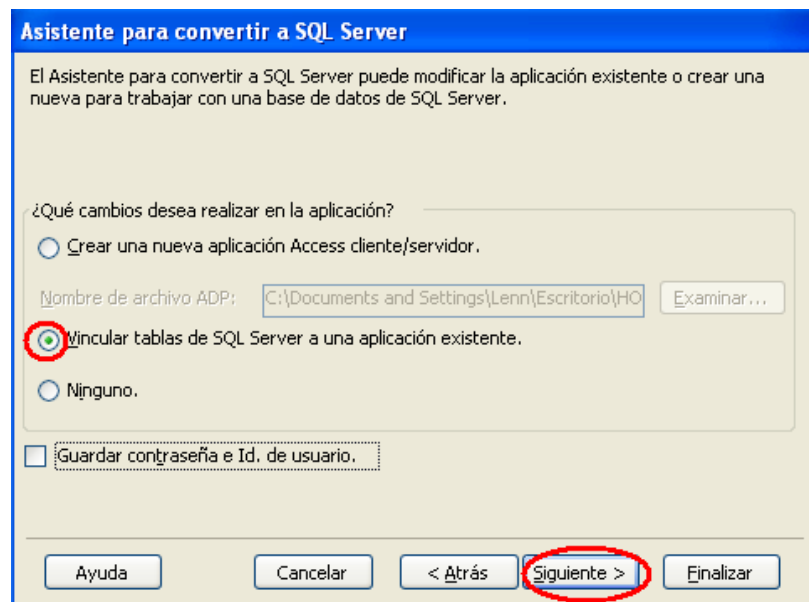 Asistente para convertir a SQL Server
El Asistente para convertir a SQL Server puede modificar la aplicación existente o crear una
nueva para trabajar con una base de datos de SQL Server.
¿Qué cambios desea realizar en la aplicación?
Crear una nueva aplicación Access cliente/servidor.
Nombre de archivo ADP: C:\Documents and Settings\Lenn\Escritorio\HO Examinar...
Vincular tablas de SQL Server a una aplicación existente.
Ninguno.
Guardar contraseña e Id. de usuario.
Ayuda Cancelar < Atrás Siguiente > Finalizar